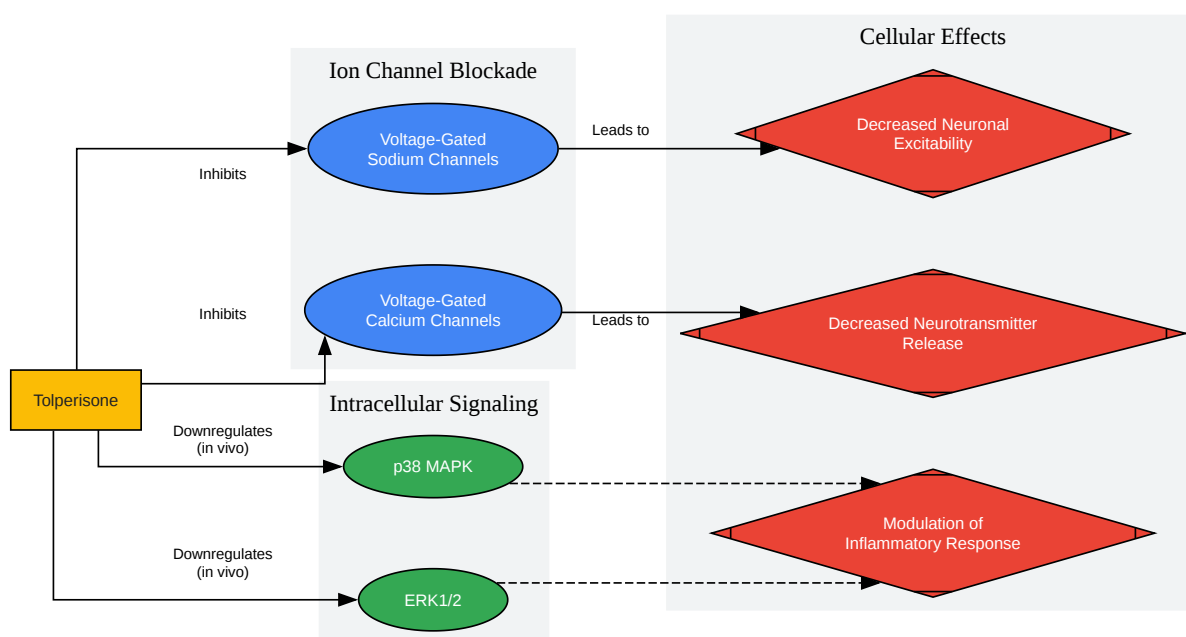 Cellular Effects
Ion Channel Blockade
Leads to
Decreased Neuronal
Excitability
Voltage-Gated
Sodium Channels
Inhibits
Voltage-Gated
Calcium Channels
Inhibits
Leads to
Decreased Neurotransmitter
Release
Tolperisone
Intracellular Signaling
Downregulates
(in vivo)
p38 MAPK
Modulation of
Inflammatory Response
Downregulates
(in vivo)
ERK1/2